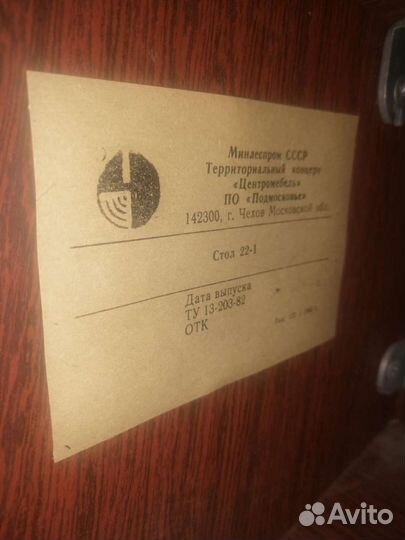 Минлеспром СССР
Территориальный концерн
«Центромебель»
ПО «Подмосковье»
142300, г. Чехов Московской обл.
Стол 22-1
Дата выпуска
ТУ 13-203-82
ОТК
Avito